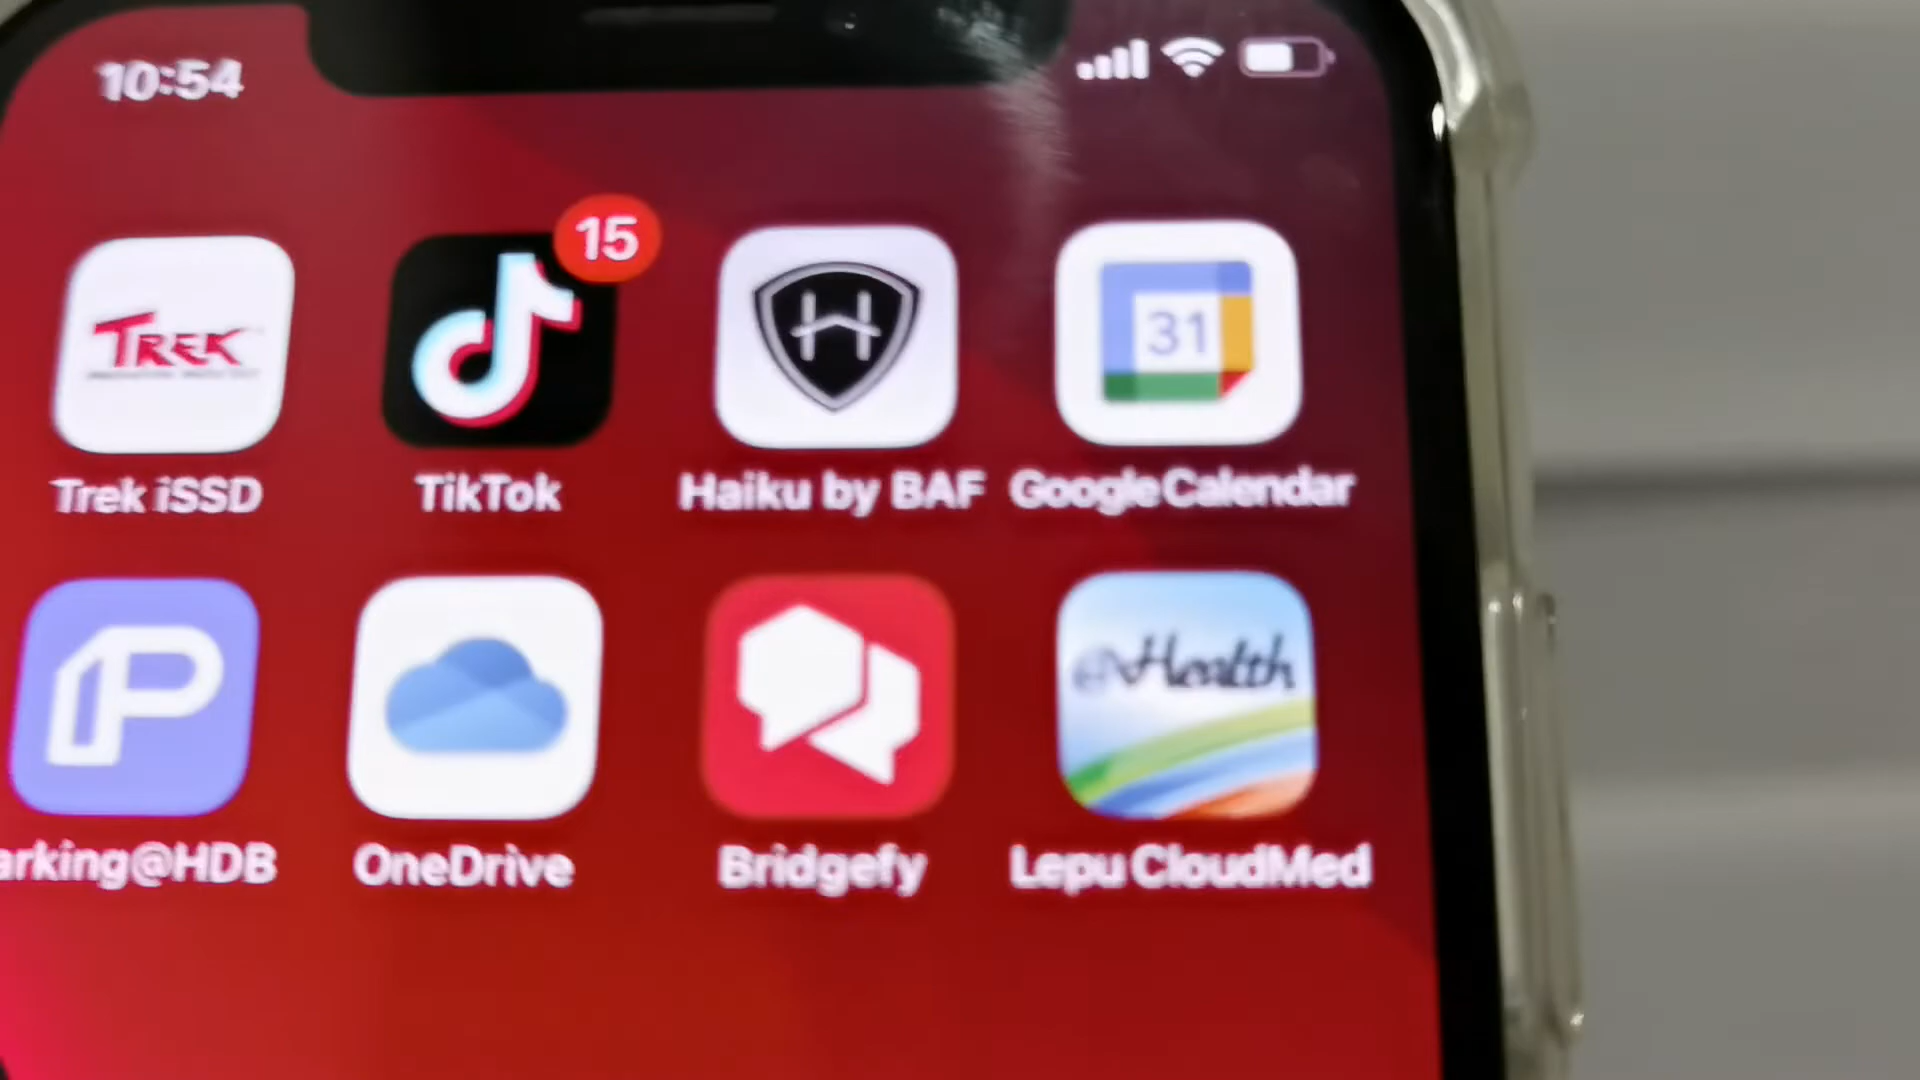 10:54
15
TREK
31
Trek iSSD
TikTok
Haiku by BAF
Google Calendar
P
@Health
arking@HDB
OneDrive
Bridgefy
Lepu CloudMed